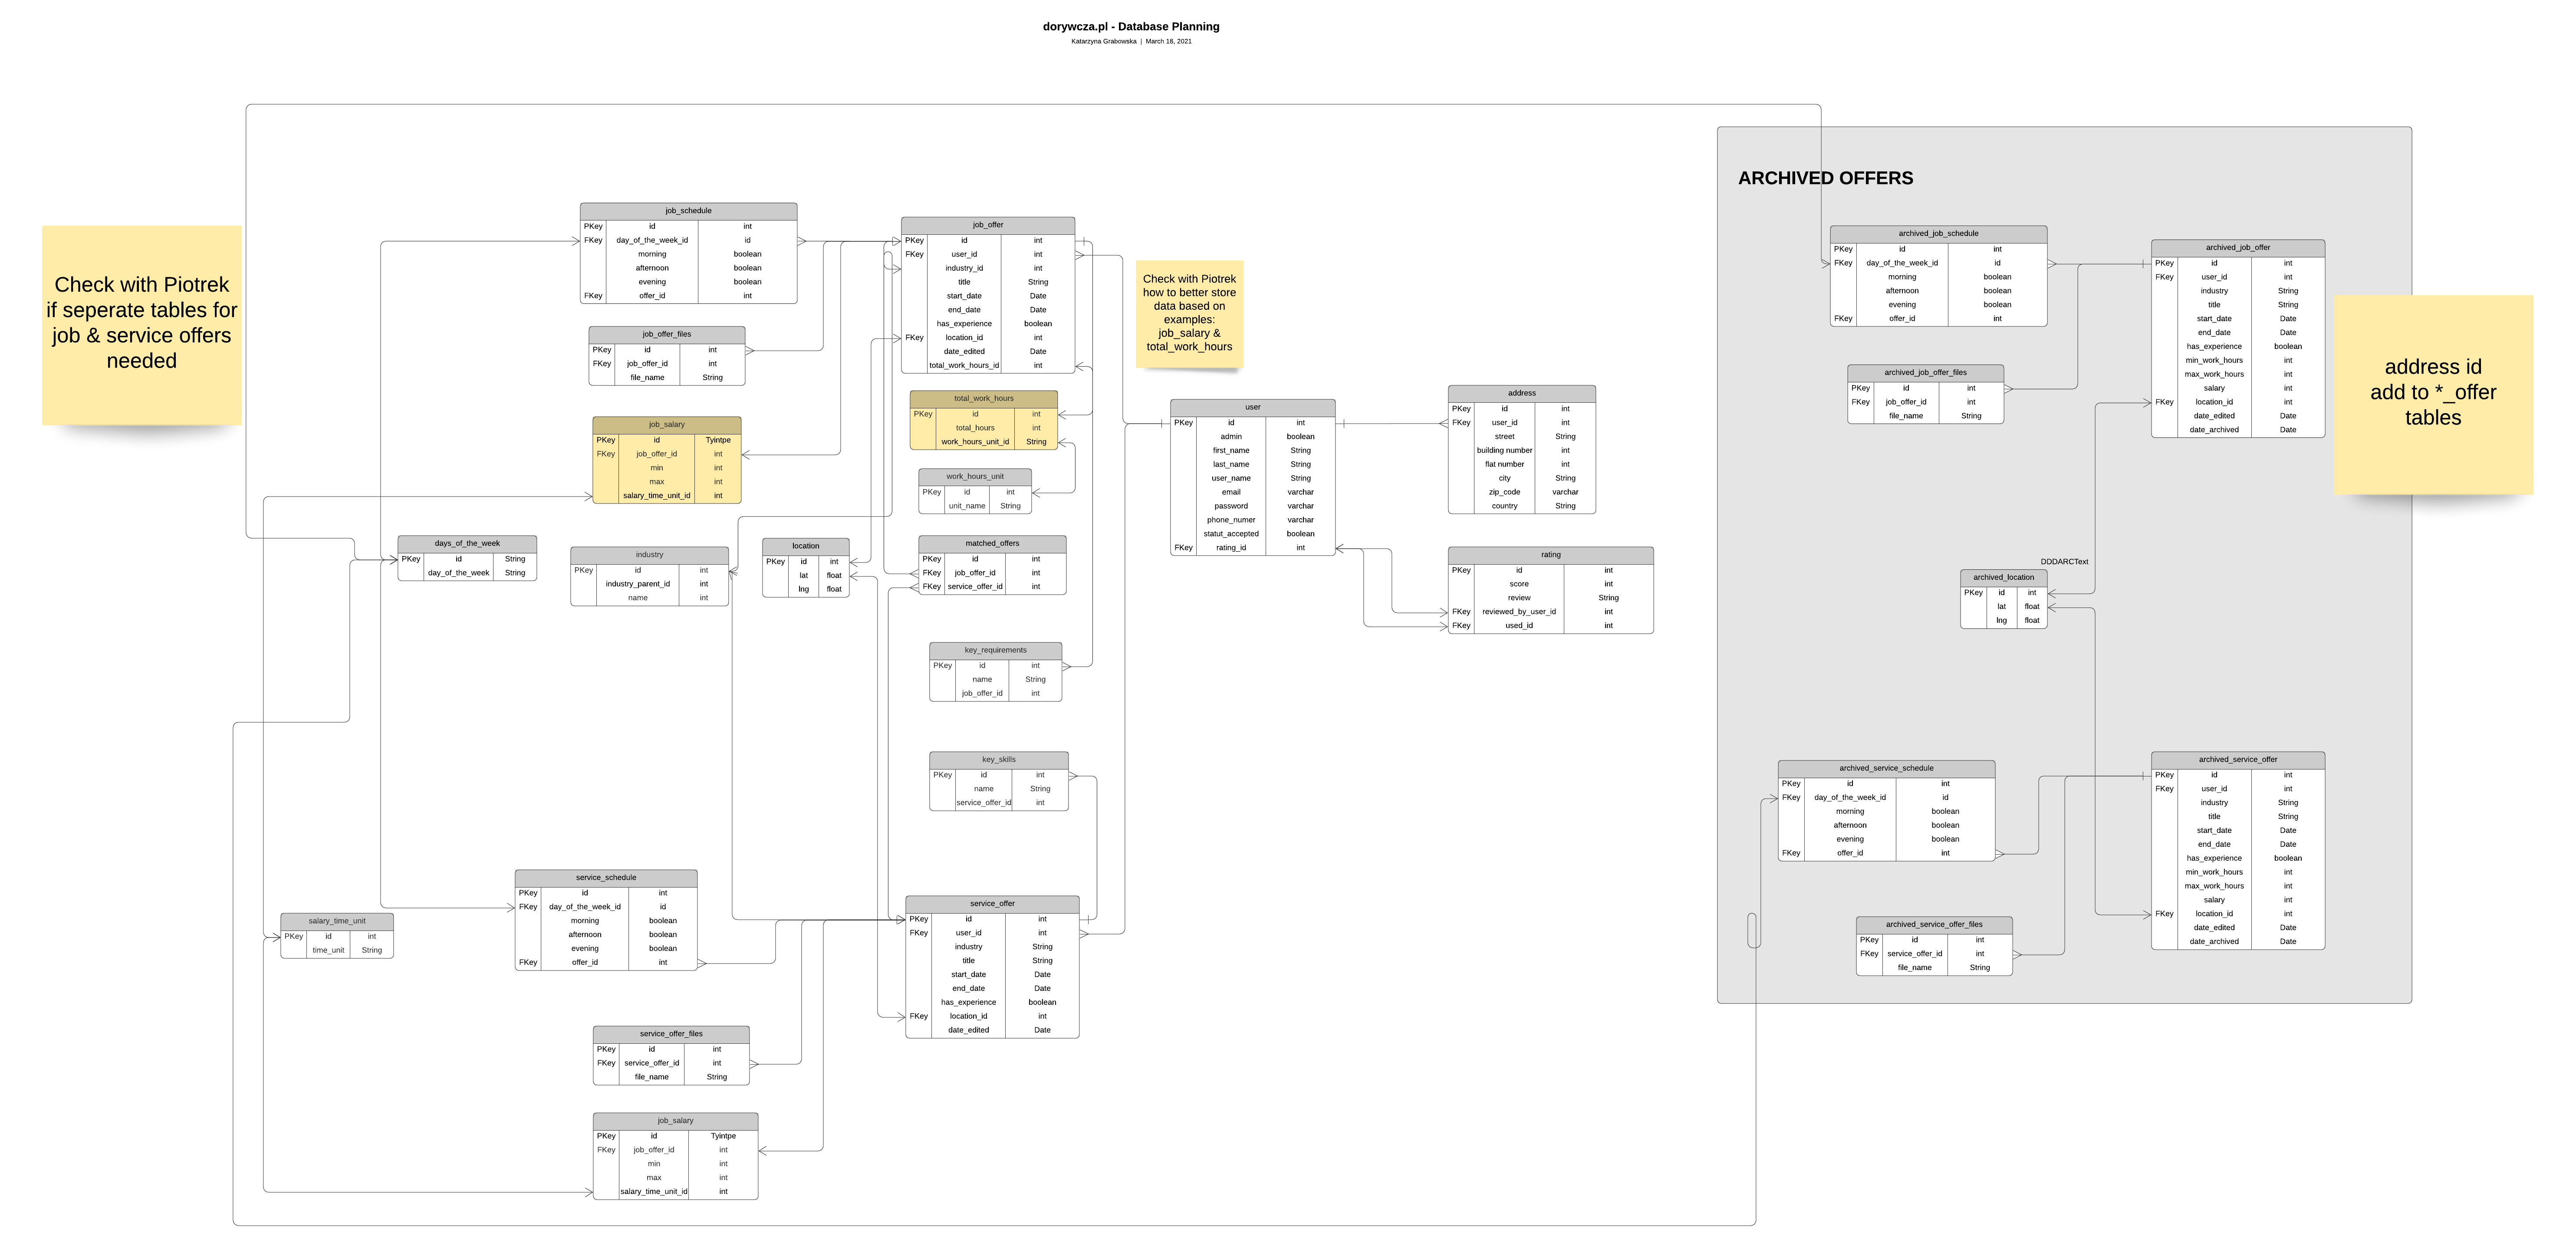 dorywcza.pl - Database Planning
Katarzyna Grabowska | March 18, 2021
Check with Piotrek
if seperate tables for
job & service offers
needed
job_schedule
PKey id int
FKey day_of_the_week_id id
morning boolean
afternoon boolean
evening boolean
FKey offer_id int
job_offer_files
PKey id int
FKey job_offer_id int
file_name String
job_salary
PKey id Tyintpe
FKey job_offer_id int
min int
max int
salary_time_unit_id int
days_of_the_week
PKey id String
day_of_the_week String
industry
PKey id int
industry_parent_id int
name int
location
PKey id int
lat float
lng float
job_offer
PKey id int
FKey user_id int
industry_id int
title String
start_date Date
end_date Date
has_experience boolean
FKey location_id int
date_edited Date
total_work_hours_id int
total_work_hours
PKey id int
total_hours int
work_hours_unit_id String
work_hours_unit
PKey id int
unit_name String
matched_offers
PKey id int
FKey job_offer_id int
FKey service_offer_id int
key_requirements
PKey id int
name String
job_offer_id int
key_skills
PKey id int
name String
service_offer_id int
Check with Piotrek
how to better store
data based on
examples:
job_salary &
total_work_hours
user
PKey id int
admin boolean
first_name String
last_name String
user_name String
email varchar
password varchar
phone_numer varchar
statut_accepted boolean
FKey rating_id int
address
PKey id int
FKey user_id int
street String
building number int
flat number int
city String
zip_code varchar
country String
rating
PKey id int
score int
review String
FKey reviewed_by_user_id int
FKey used_id int
salary_time_unit
PKey id int
time_unit String
service_schedule
PKey id int
FKey day_of_the_week_id id
morning boolean
afternoon boolean
evening boolean
FKey offer_id int
service_offer_files
PKey id int
FKey service_offer_id int
file_name String
job_salary
PKey id Tyintpe
FKey job_offer_id int
min int
max int
salary_time_unit_id int
service_offer
PKey id int
FKey user_id int
industry String
title String
start_date Date
end_date Date
has_experience boolean
FKey location_id int
date_edited Date
ARCHIVED OFFERS
archived_job_schedule
PKey id int
FKey day_of_the_week_id id
morning boolean
afternoon boolean
evening boolean
FKey offer_id int
archived_job_offer_files
PKey id int
FKey job_offer_id int
file_name String
archived_job_offer
PKey id int
FKey user_id int
industry String
title String
start_date Date
end_date Date
has_experience boolean
min_work_hours int
max_work_hours int
salary int
FKey location_id int
date_edited Date
date_archived Date
address id
add to *_offer
tables
DDDARCText
archived_location
PKey id int
lat float
lng float
archived_service_schedule
PKey id int
FKey day_of_the_week_id id
morning boolean
afternoon boolean
evening boolean
FKey offer_id int
archived_service_offer_files
PKey id int
FKey service_offer_id int
file_name String
archived_service_offer
PKey id int
FKey user_id int
industry String
title String
start_date Date
end_date Date
has_experience boolean
min_work_hours int
max_work_hours int
salary int
FKey location_id int
date_edited Date
date_archived Date